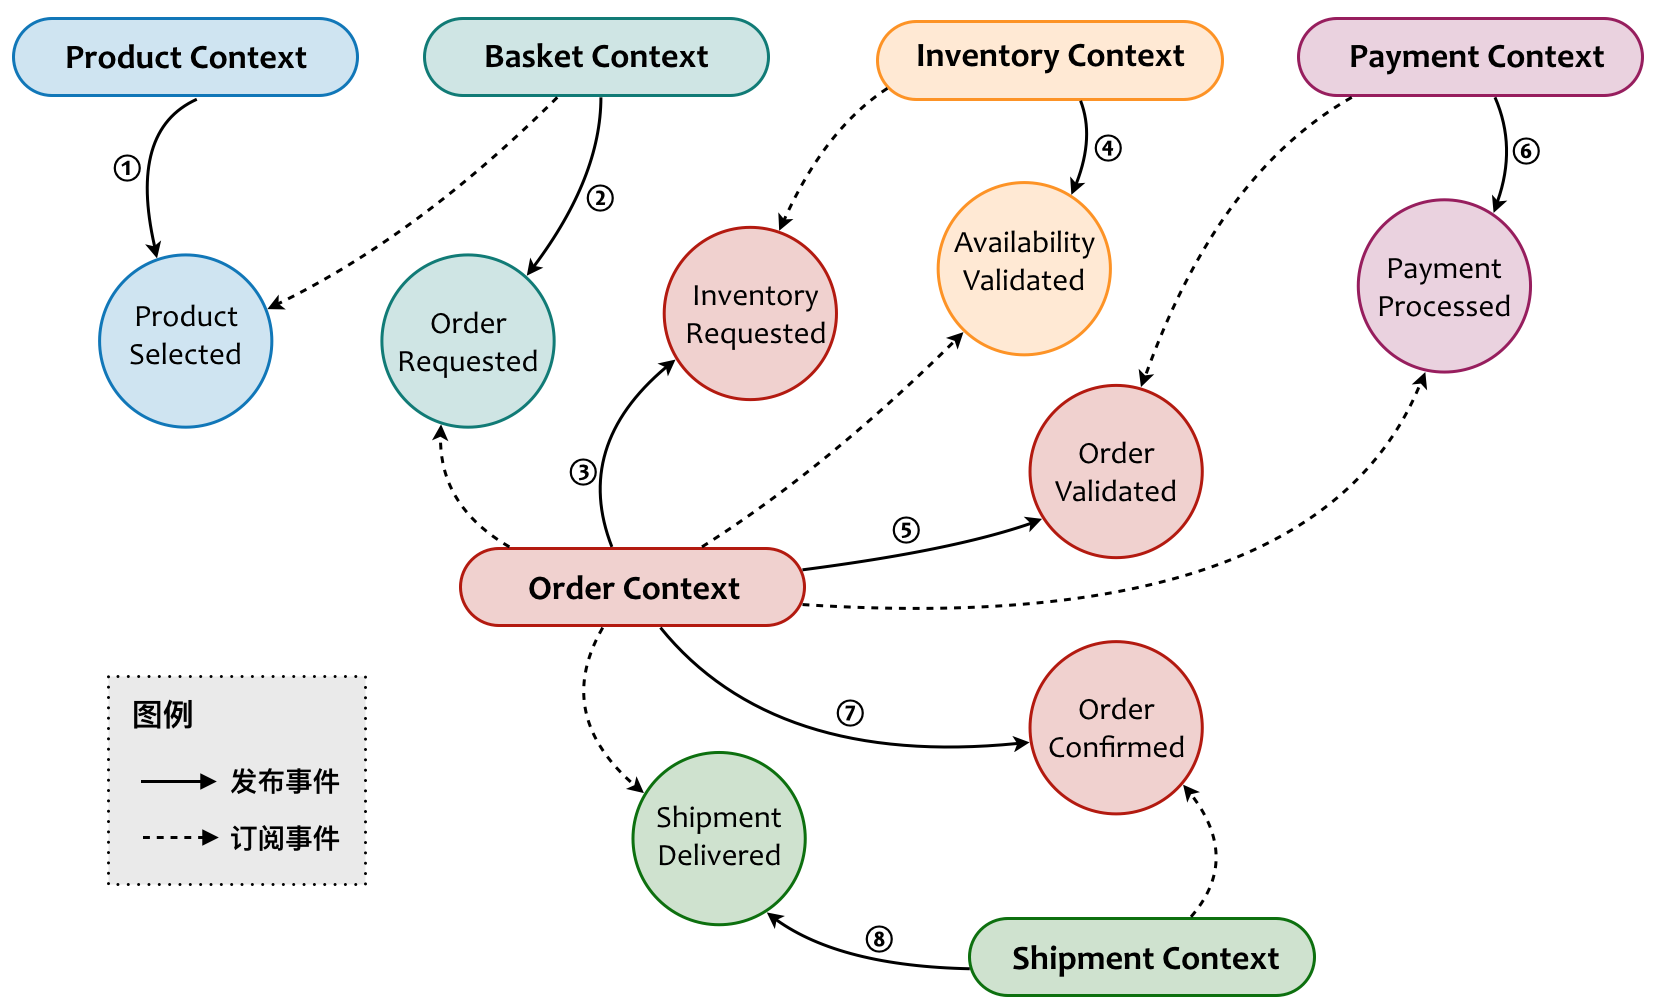 Product Context
Basket Context
Inventory Context
Payment Context
①
②
④
⑥
Product
Selected
Order
Requested
Inventory
Requested
Availability
Validated
Payment
Processed
③
⑤
Order
Validated
Order Context
⑦
Order
Confirmed
图例
发布事件
订阅事件
Shipment
Delivered
⑧
Shipment Context